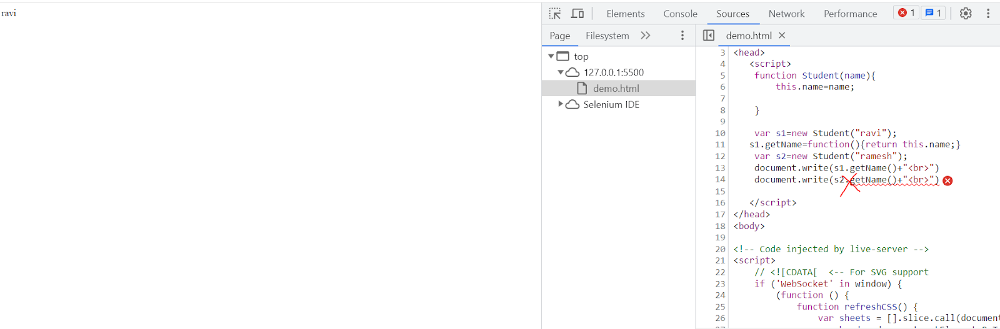 ravi
Elements Console Sources Network Performance 1 1
Page Filesystem
demo.html
top
127.0.0.1:5500
demo.html
Selenium IDE
3 <head>
4 <script>
5 function Student(name){
6 this.name=name;
7
8 }
9
10 var s1=new Student("ravi");
11 s1.getName=function(){return this.name;}
12 var s2=new Student("ramesh");
13 document.write(s1.getName()+"<br>")
14 document.write(s2.getName()+"<br>")
15
16 </script>
17 </head>
18 <body>
19
20 <!-- Code injected by live-server -->
21 <script>
22 // <![CDATA[ <-- For SVG support
23 if ('WebSocket' in window) {
24 (function () {
25 function refreshCSS() {
26 var sheets = [].slice.call(document